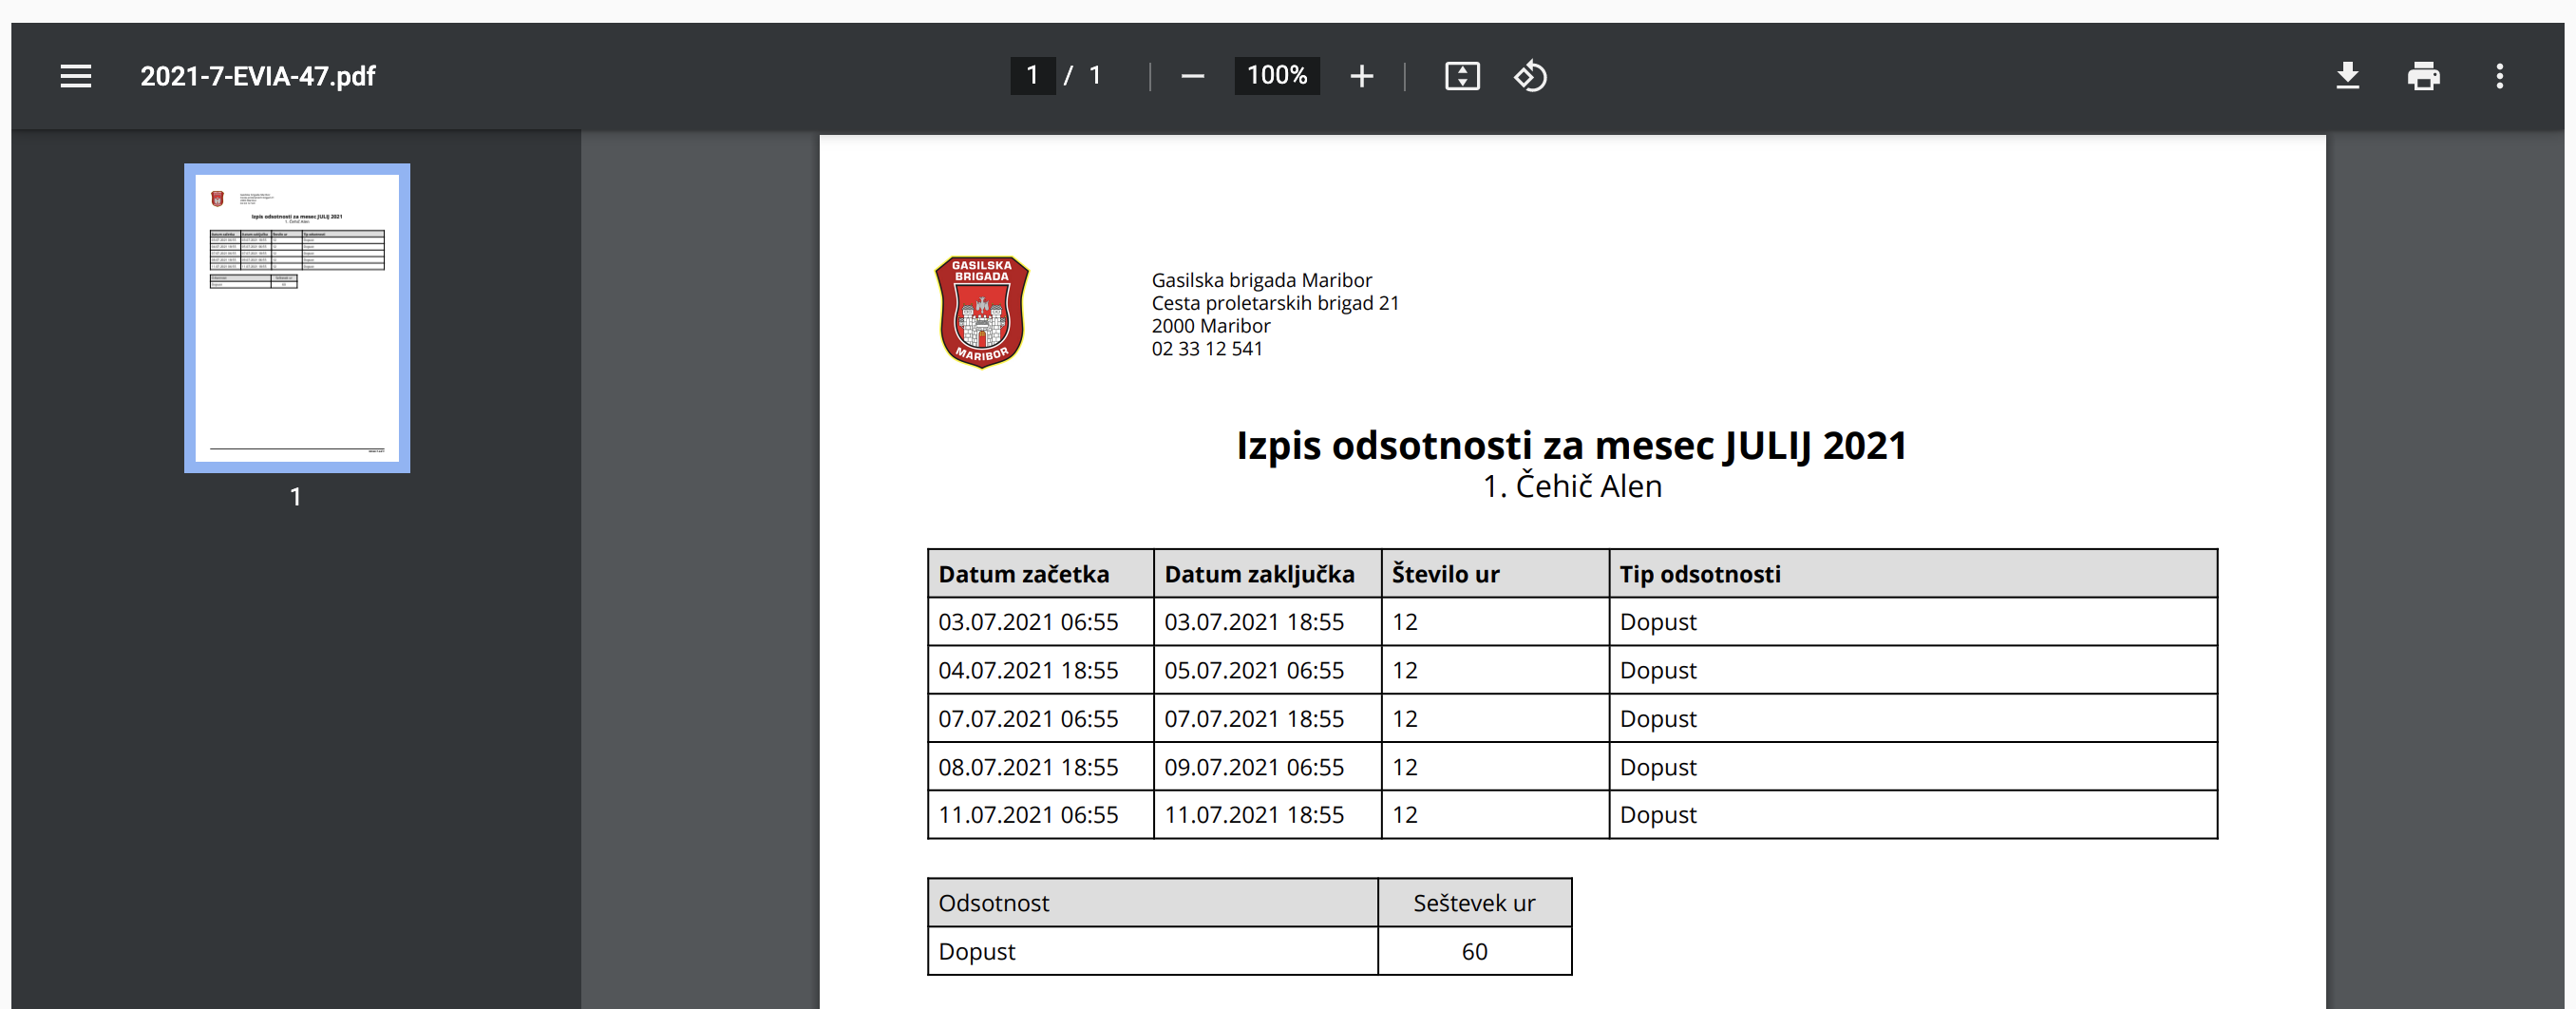 2021-7-EVIA-47.pdf
1 / 1
100%
1
GASILSKA
BRIGADA
MARIBOR
Gasilska brigada Maribor
Cesta proletarskih brigad 21
2000 Maribor
02 33 12 541
Izpis odsotnosti za mesec JULIJ 2021
1. Čehič Alen
Datum začetka Datum zaključka Število ur Tip odsotnosti
03.07.2021 06:55 03.07.2021 18:55 12 Dopust
04.07.2021 18:55 05.07.2021 06:55 12 Dopust
07.07.2021 06:55 07.07.2021 18:55 12 Dopust
08.07.2021 18:55 09.07.2021 06:55 12 Dopust
11.07.2021 06:55 11.07.2021 18:55 12 Dopust
Odsotnost Seštevek ur
Dopust 60